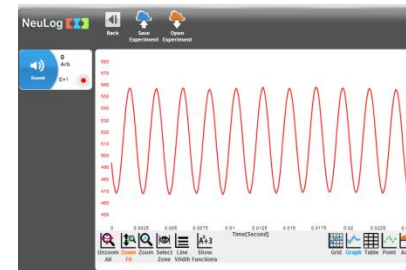 NeuLog
Back
Save Experiment
Open Experiment
Sound
0
Arb
D+1
580
570
560
550
540
530
520
510
500
490
480
470
460
450
0 0.0025 0.005 0.0075 0.01 0.0125 0.015 0.0175 0.02 0.0225
Time[Second]
Unzoom All
Zoom Fit
Zoom
Select Zone
Line Width
Show Functions
Grid
Graph
Table
Point